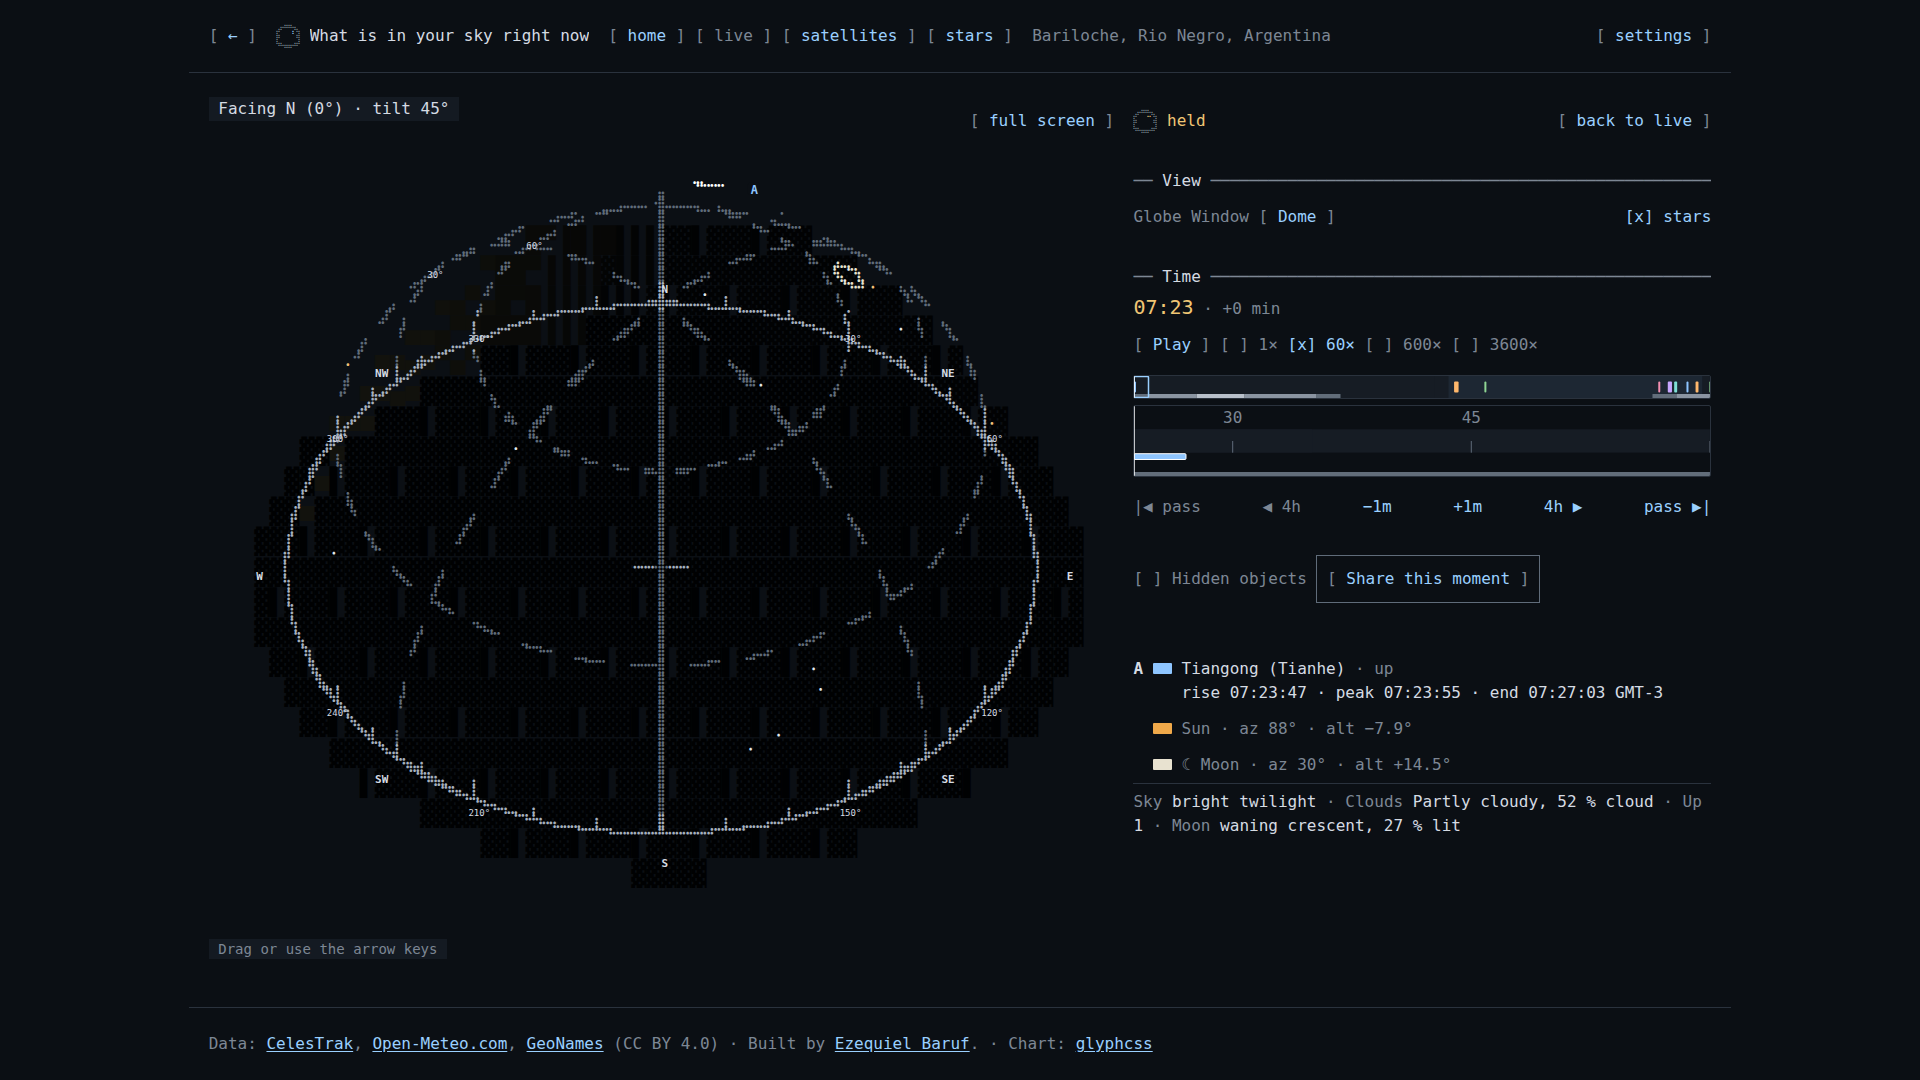 [ ← ] What is in your sky right now [ home ] [ live ] [ satellites ] [ stars ] Bariloche, Rio Negro, Argentina [ settings ]
Facing N (0°) · tilt 45°
[ full screen ]
held [ back to live ]
View
Globe Window [ Dome ] [x] stars
Time
07:23 · +0 min
[ Play ] [ ] 1× [x] 60× [ ] 600× [ ] 3600×
30 45
|◀ pass ◀ 4h −1m +1m 4h ▶ pass ▶|
[ ] Hidden objects [ Share this moment ]
A Tiangong (Tianhe) · up
rise 07:23:47 · peak 07:23:55 · end 07:27:03 GMT-3
Sun · az 88° · alt −7.9°
☾ Moon · az 30° · alt +14.5°
Sky bright twilight · Clouds Partly cloudy, 52 % cloud · Up
1 · Moon waning crescent, 27 % lit
A
60°
30°
N
330° 30°
NW NE
300° 60°
W E
240° 120°
SW SE
210° 150°
S
Drag or use the arrow keys
Data: CelesTrak, Open-Meteo.com, GeoNames (CC BY 4.0) · Built by Ezequiel Baruf. · Chart: glyphcss